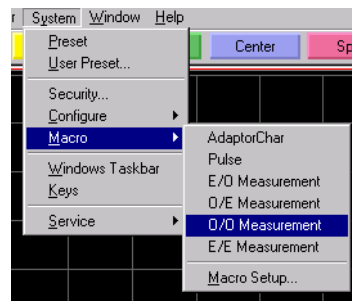 System Window Help
Center
Preset
User Preset...
Security...
Configure
Macro
Windows Taskbar
Keys
Service
AdaptorChar
Pulse
E/O Measurement
O/E Measurement
O/O Measurement
E/E Measurement
Macro Setup...